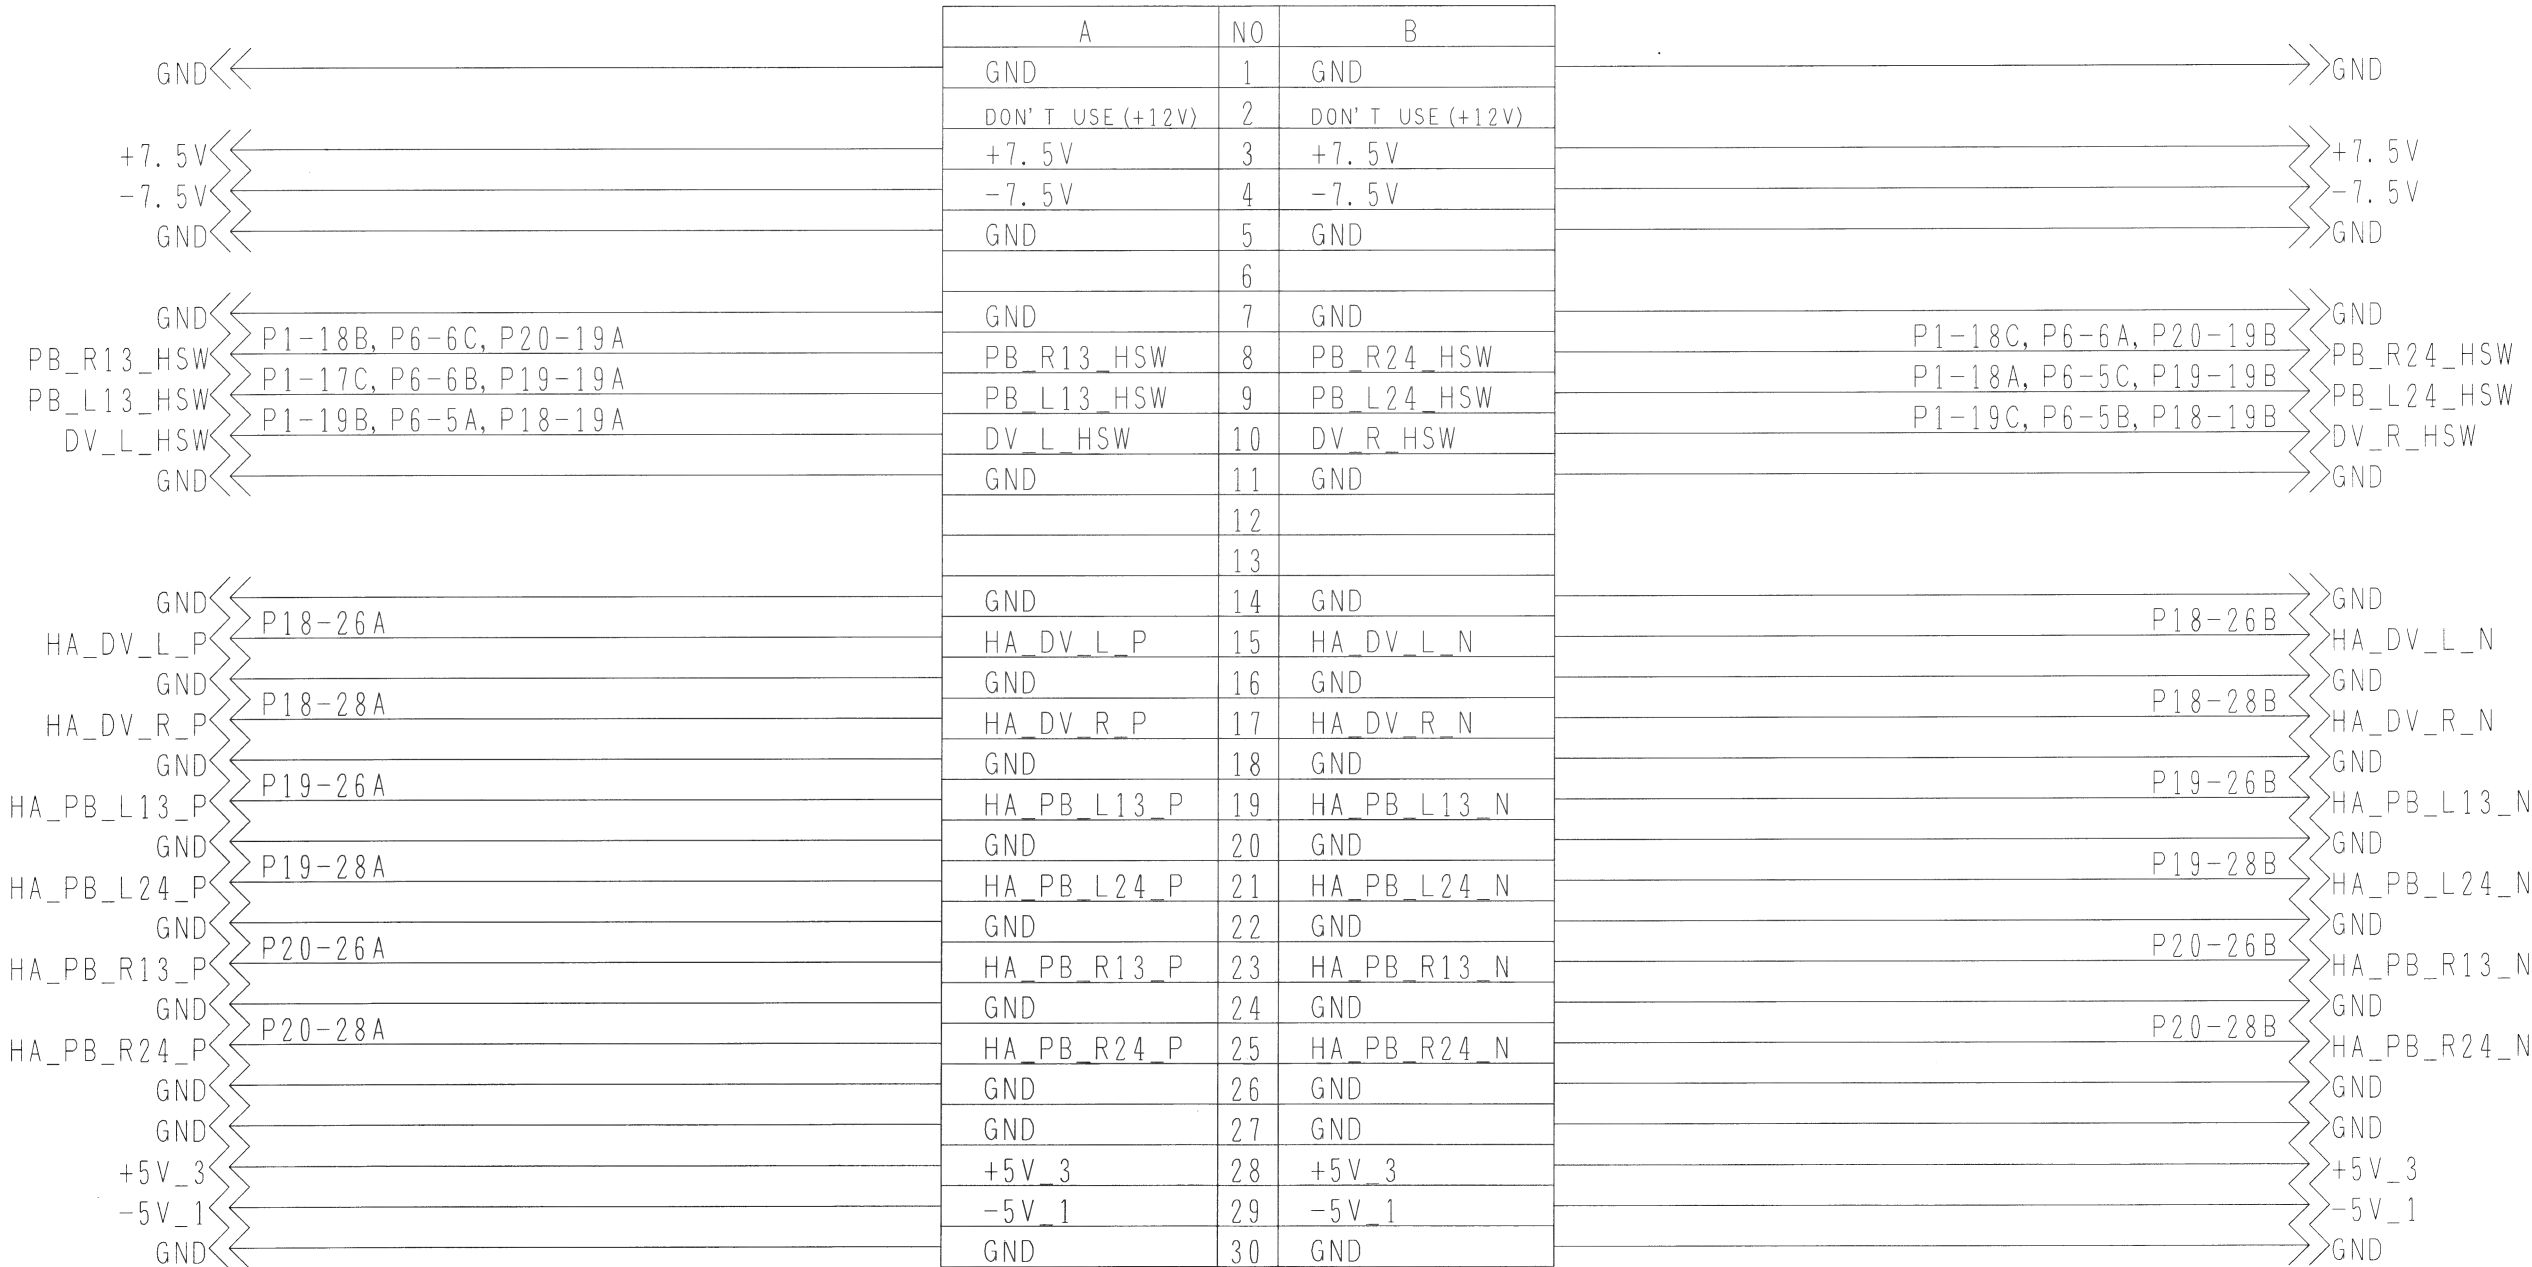 A NO B
GND GND 1 GND GND
DON'T USE(+12V) 2 DON'T USE(+12V)
+7.5V +7.5V 3 +7.5V +7.5V
-7.5V -7.5V 4 -7.5V -7.5V
GND GND 5 GND GND
6
GND GND 7 GND GND
P1-18B, P6-6C, P20-19A P1-18C, P6-6A, P20-19B
PB_R13_HSW PB_R13_HSW 8 PB_R24_HSW PB_R24_HSW
P1-17C, P6-6B, P19-19A P1-18A, P6-5C, P19-19B
PB_L13_HSW PB_L13_HSW 9 PB_L24_HSW PB_L24_HSW
P1-19B, P6-5A, P18-19A P1-19C, P6-5B, P18-19B
DV_L_HSW DV_L_HSW 10 DV_R_HSW DV_R_HSW
GND GND 11 GND GND
12
13
GND GND 14 GND GND
P18-26A P18-26B
HA_DV_L_P HA_DV_L_P 15 HA_DV_L_N HA_DV_L_N
GND GND 16 GND GND
P18-28A P18-28B
HA_DV_R_P HA_DV_R_P 17 HA_DV_R_N HA_DV_R_N
GND GND 18 GND GND
P19-26A P19-26B
HA_PB_L13_P HA_PB_L13_P 19 HA_PB_L13_N HA_PB_L13_N
GND GND 20 GND GND
P19-28A P19-28B
HA_PB_L24_P HA_PB_L24_P 21 HA_PB_L24_N HA_PB_L24_N
GND GND 22 GND GND
P20-26A P20-26B
HA_PB_R13_P HA_PB_R13_P 23 HA_PB_R13_N HA_PB_R13_N
GND GND 24 GND GND
P20-28A P20-28B
HA_PB_R24_P HA_PB_R24_P 25 HA_PB_R24_N HA_PB_R24_N
GND GND 26 GND GND
GND GND 27 GND GND
+5V_3 +5V_3 28 +5V_3 +5V_3
-5V_1 -5V_1 29 -5V_1 -5V_1
GND GND 30 GND GND